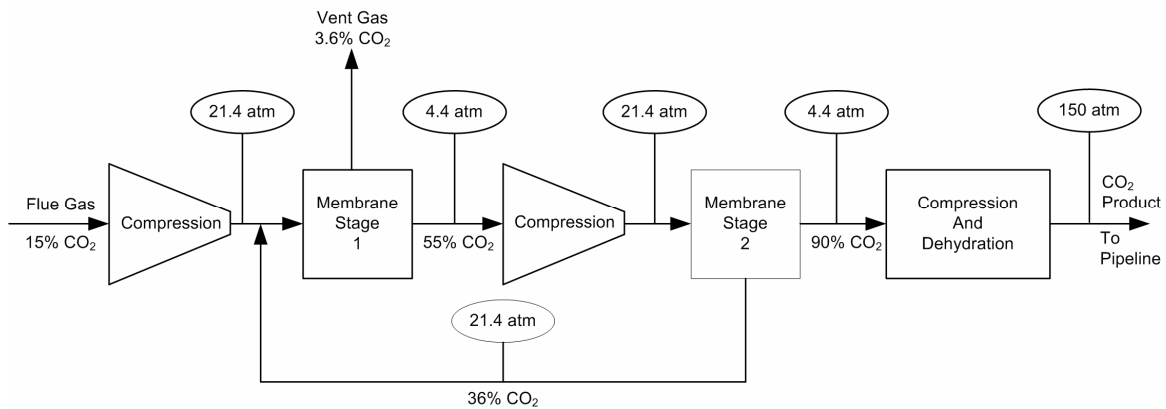 Vent Gas
3.6% CO₂
21.4 atm
4.4 atm
21.4 atm
4.4 atm
150 atm
Flue Gas
15% CO₂
Compression
Membrane
Stage
1
55% CO₂
Compression
Membrane
Stage
2
90% CO₂
Compression
And
Dehydration
CO₂
Product
To
Pipeline
21.4 atm
36% CO₂